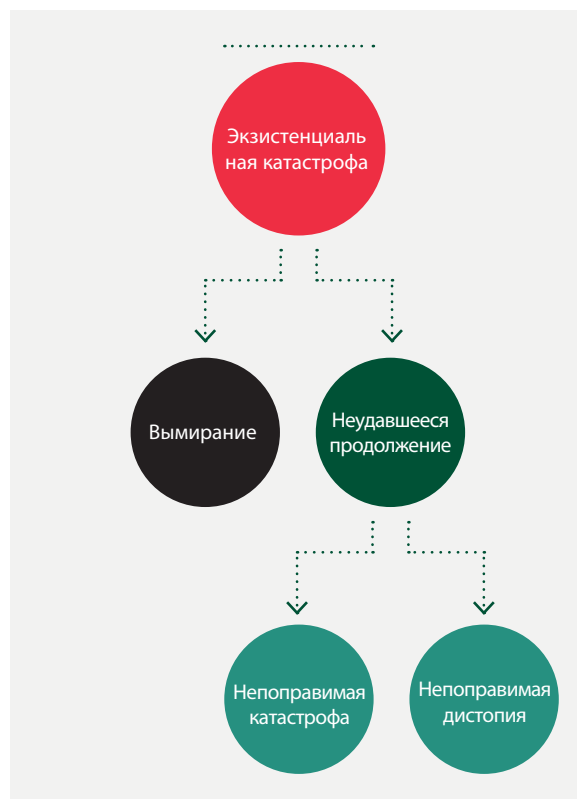 Экзистенциаль
ная катастрофа
Вымирание
Неудавшееся
продолжение
Непоправимая
катастрофа
Непоправимая
дистопия